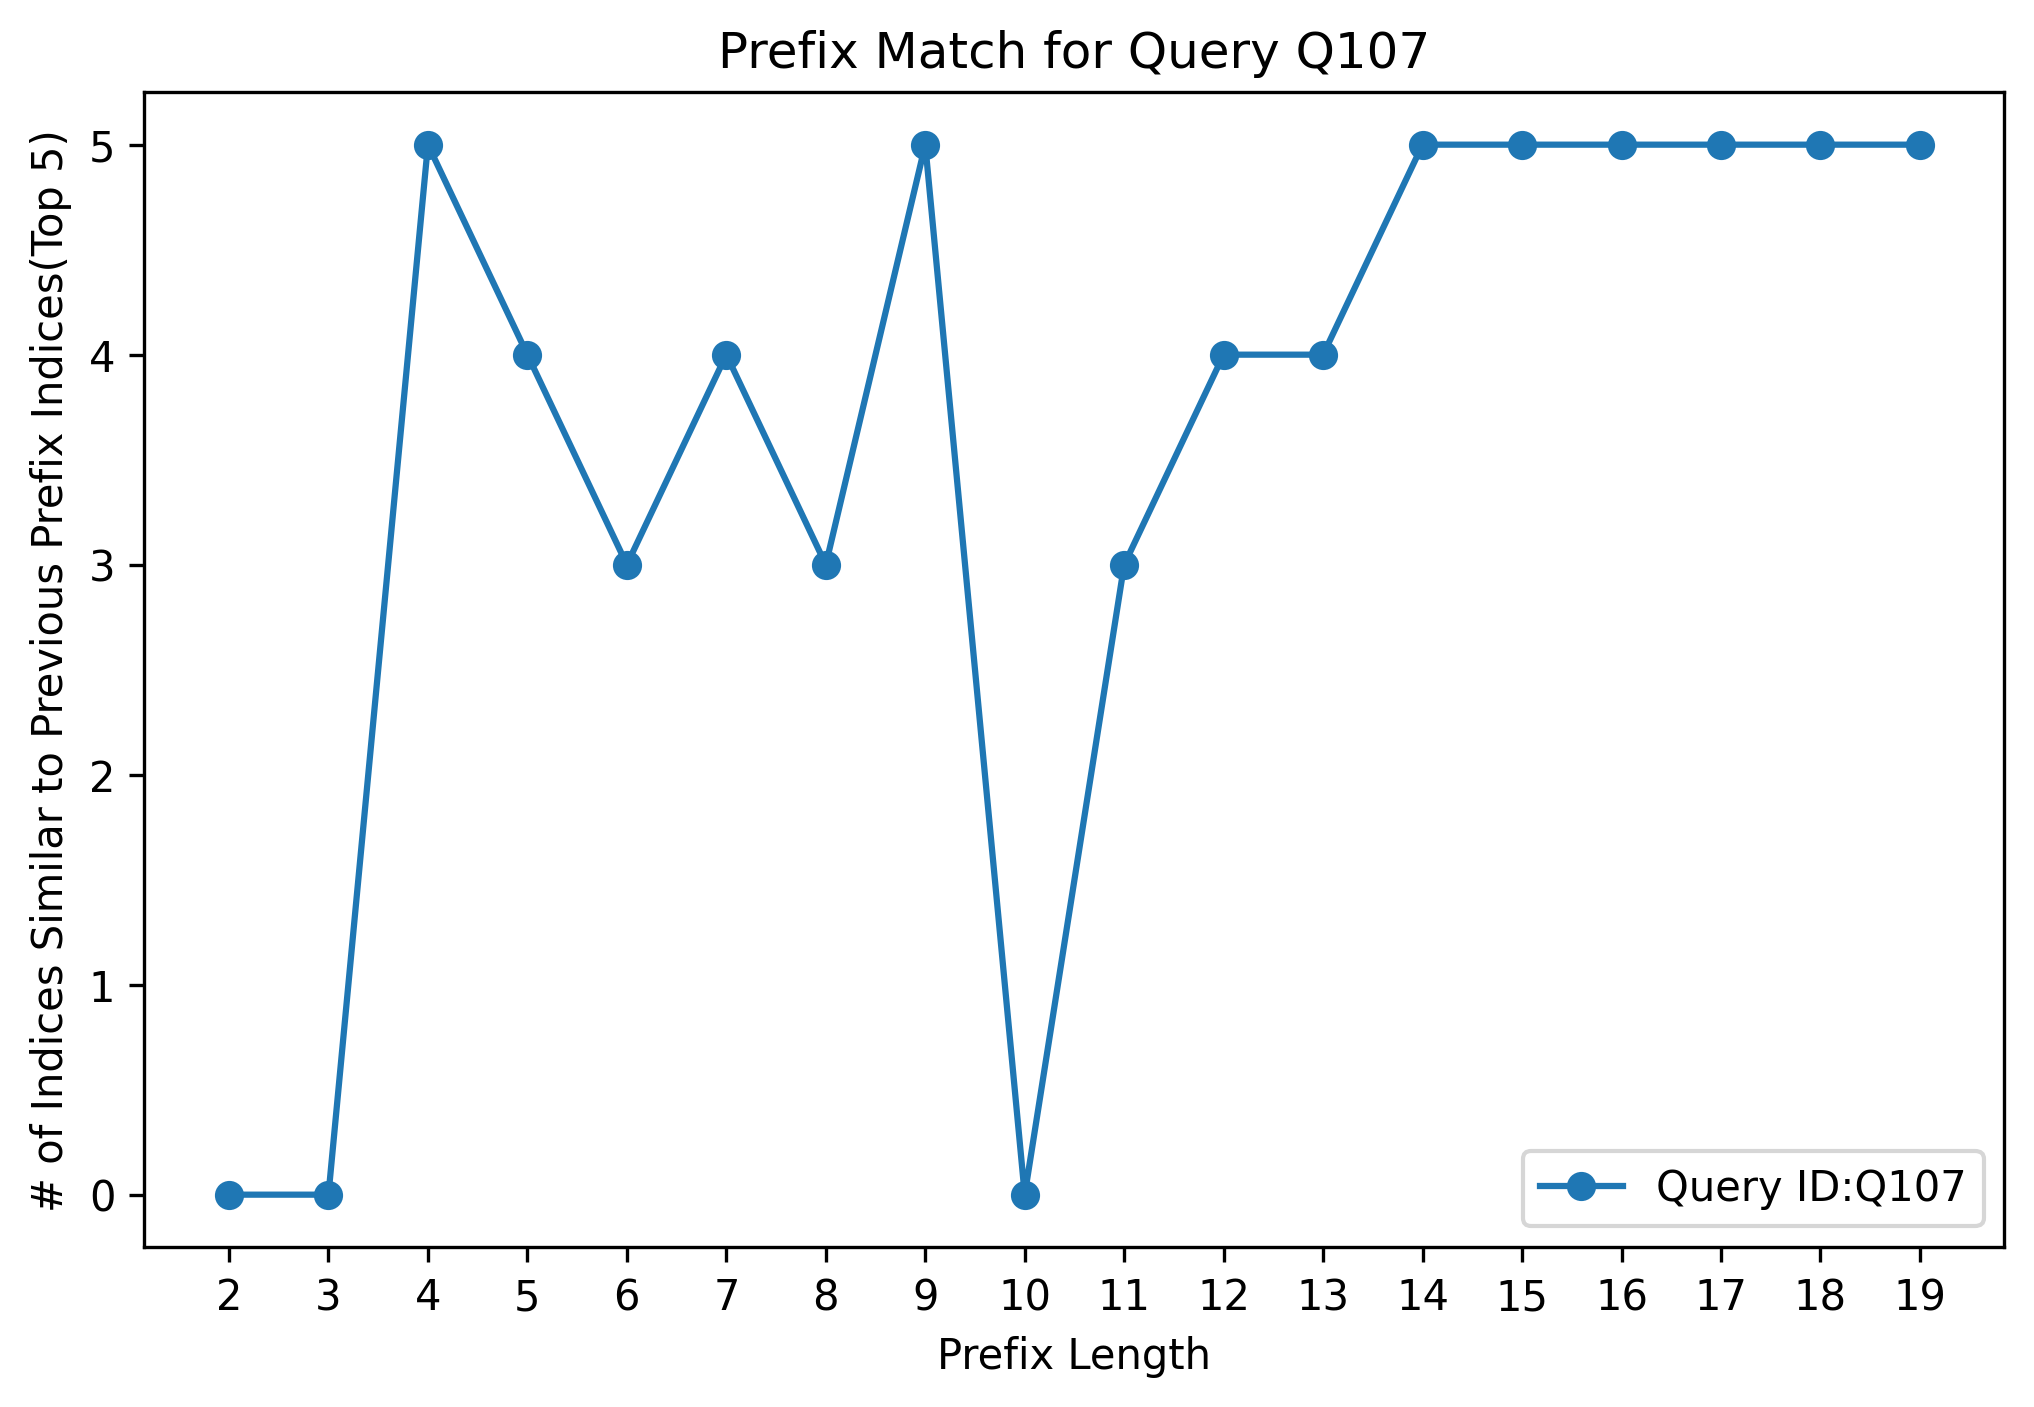 Prefix Match for Query Q107
# of Indices Similar to Previous Prefix Indices(Top 5)
5
4
3
2
1
0
Query ID:Q107
2 3 4 5 6 7 8 9 10 11 12 13 14 15 16 17 18 19
Prefix Length